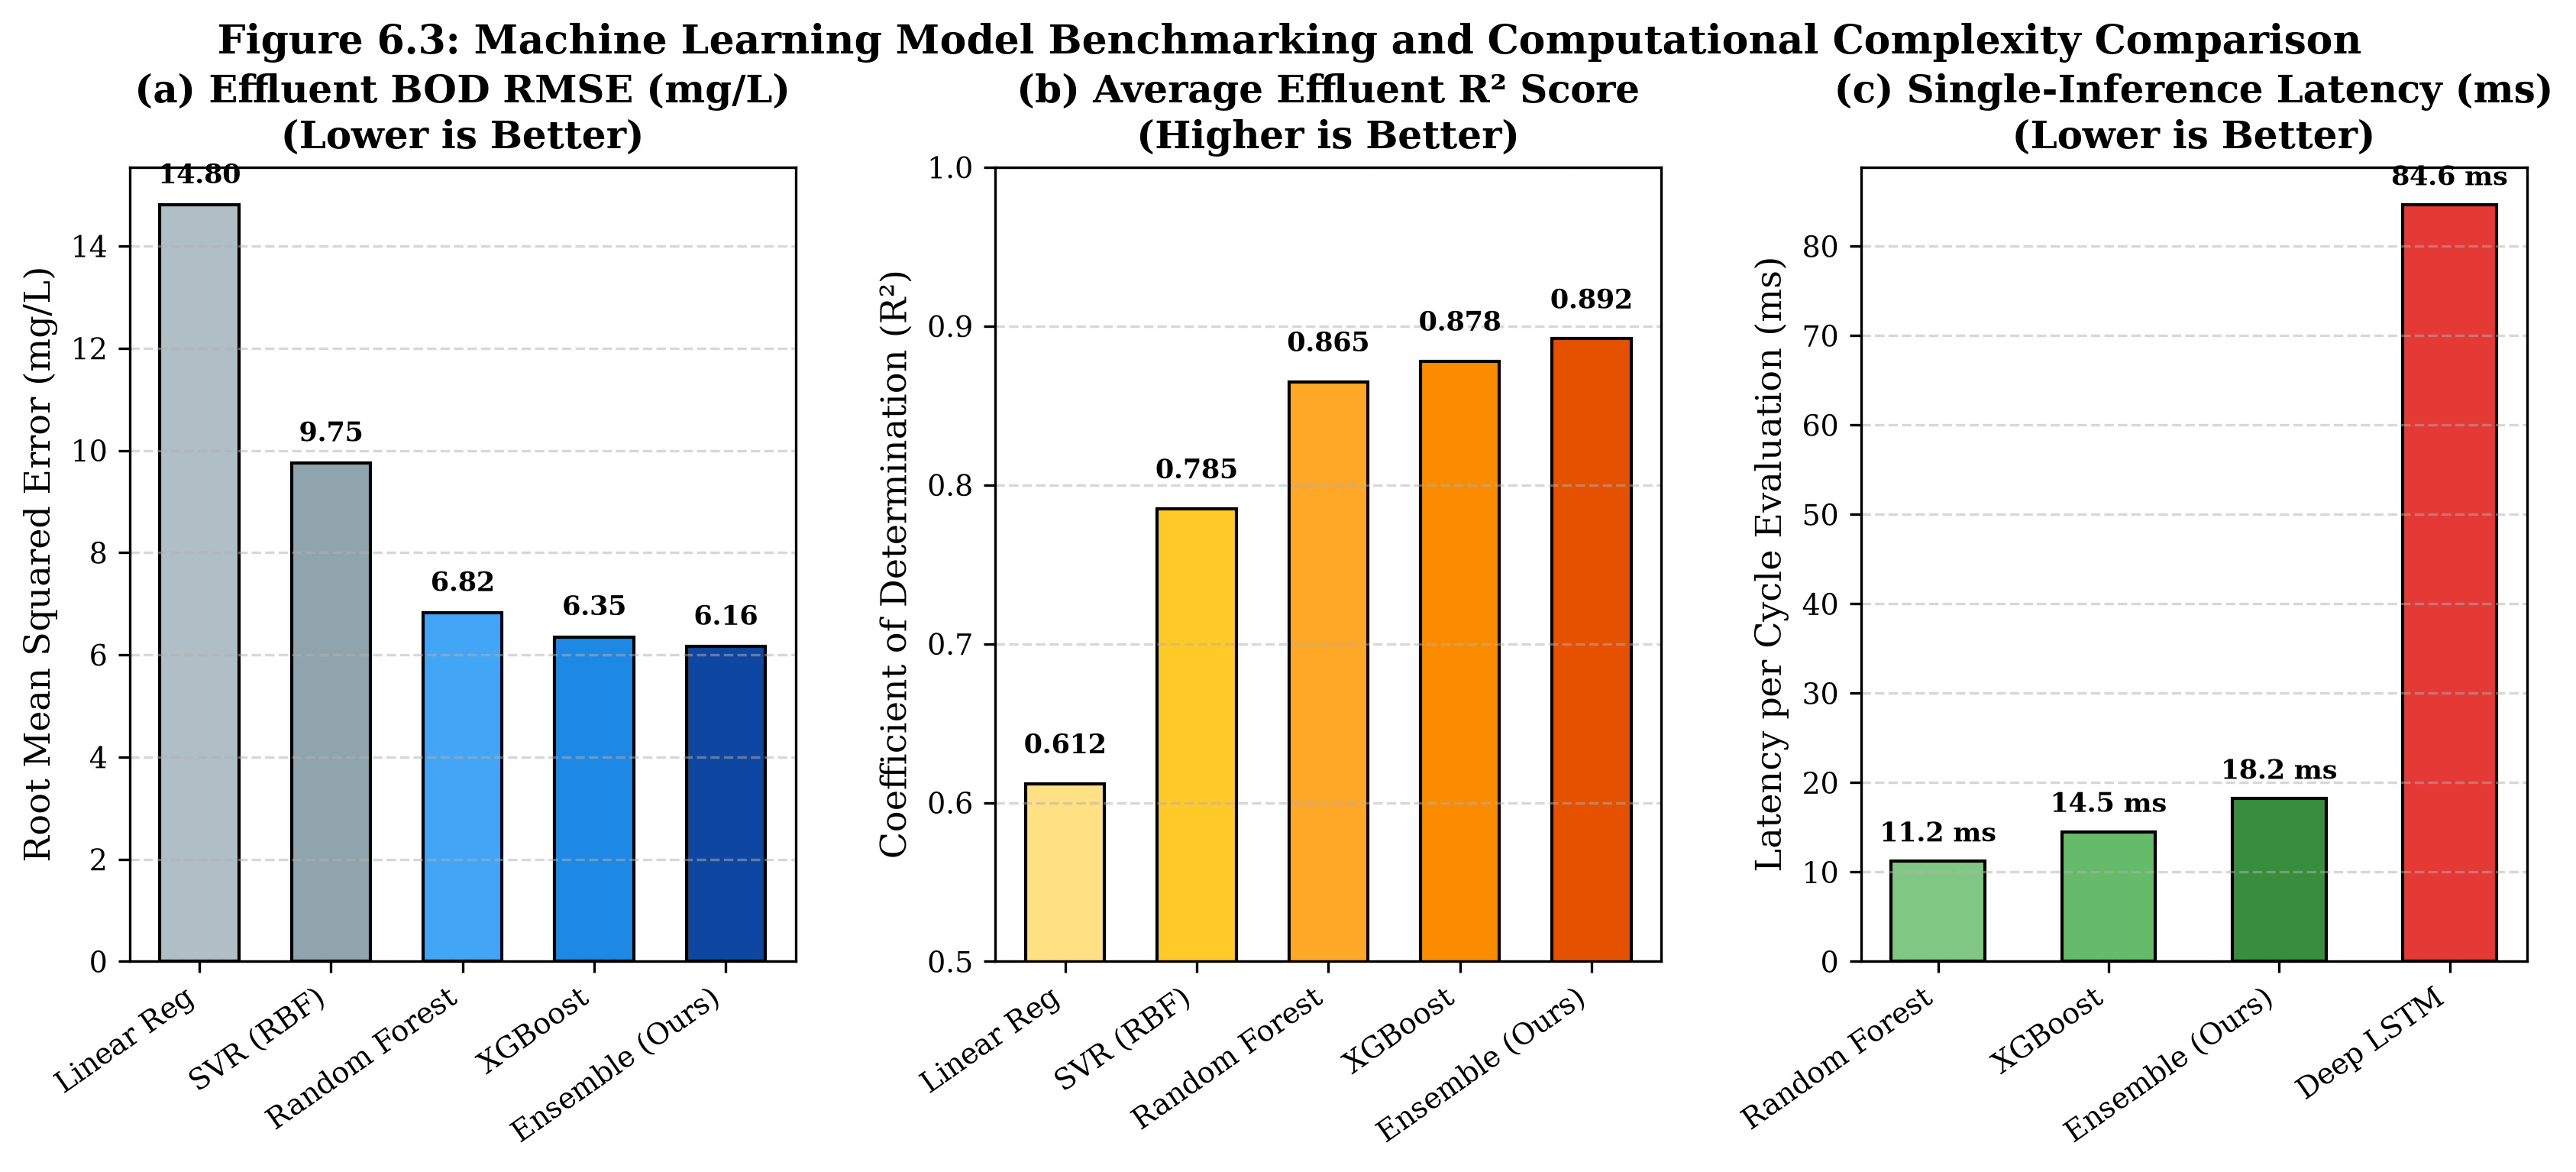 Figure 6.3: Machine Learning Model Benchmarking and Computational Complexity Comparison
(a) Effluent BOD RMSE (mg/L)
(Lower is Better)
Root Mean Squared Error (mg/L)
14
12
10
8
6
4
2
0
14.80
9.75
6.82
6.35
6.16
Linear Reg
SVR (RBF)
Random Forest
XGBoost
Ensemble (Ours)
(b) Average Effluent R² Score
(Higher is Better)
Coefficient of Determination (R²)
1.0
0.9
0.8
0.7
0.6
0.5
0.612
0.785
0.865
0.878
0.892
Linear Reg
SVR (RBF)
Random Forest
XGBoost
Ensemble (Ours)
(c) Single-Inference Latency (ms)
(Lower is Better)
Latency per Cycle Evaluation (ms)
80
70
60
50
40
30
20
10
0
11.2 ms
14.5 ms
18.2 ms
84.6 ms
Random Forest
XGBoost
Ensemble (Ours)
Deep LSTM